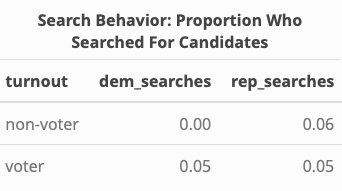 Search Behavior: Proportion Who
Searched For Candidates
turnout dem_searches rep_searches
non-voter 0.00 0.06
voter 0.05 0.05